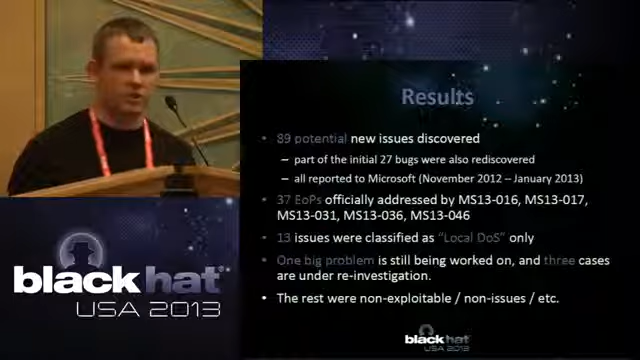 Results
• 89 potential new issues discovered
– part of the initial 27 bugs were also rediscovered
– all reported to Microsoft (November 2012 – January 2013)
• 37 EoPs officially addressed by MS13-016, MS13-017,
MS13-031, MS13-036, MS13-046
• 13 issues were classified as "Local DoS" only
• One big problem is still being worked on, and three cases
are under re-investigation.
• The rest were non-exploitable / non-issues / etc.
black hat®
USA 2013
black hat
USA 2013